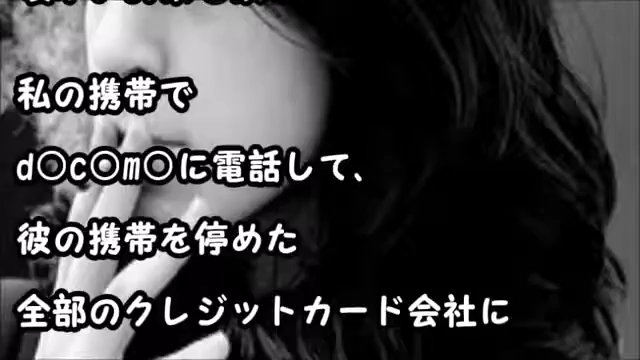 私の携帯で
d○c○m○に電話して、
彼の携帯を停めた
全部のクレジットカード会社に